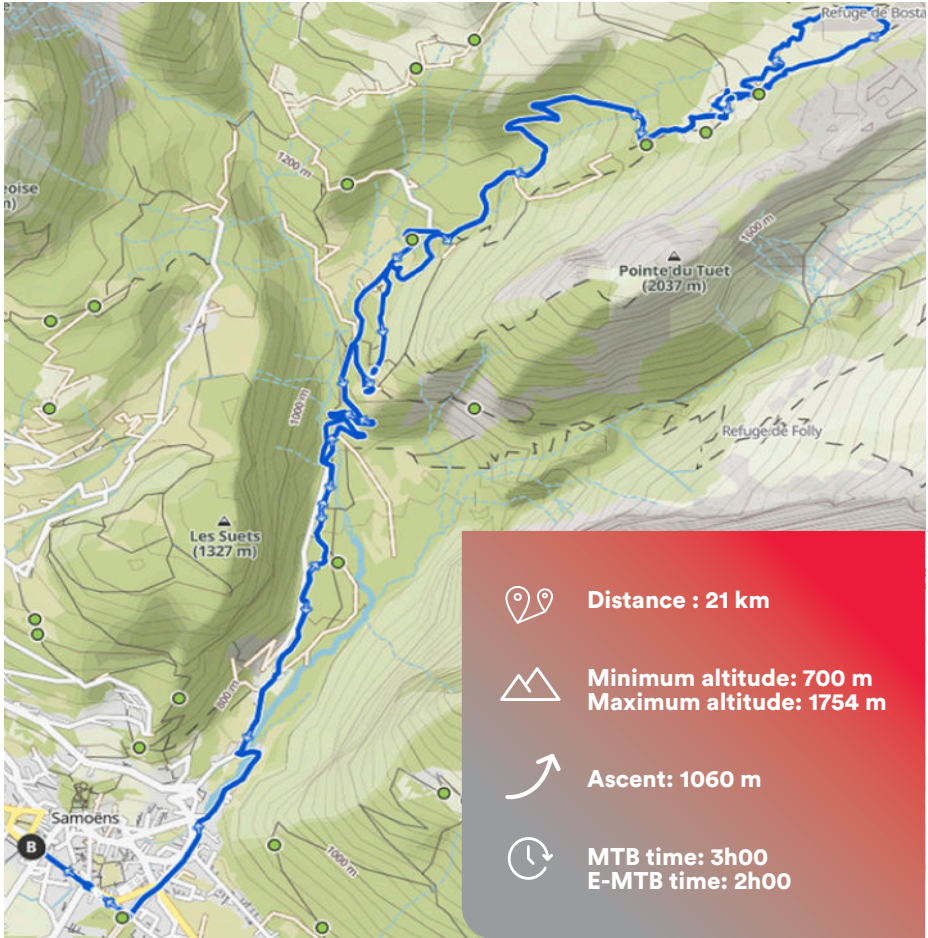 Refuge de Bosta
1200 m
eoise
n)
1600 m
Pointe du Tuet
(2037 m)
1000 m
Refuge de Folly
Les Suets
(1327 m)
800 m
Samoëns
B
1000 m
Distance : 21 km
Minimum altitude: 700 m
Maximum altitude: 1754 m
Ascent: 1060 m
MTB time: 3h00
E-MTB time: 2h00